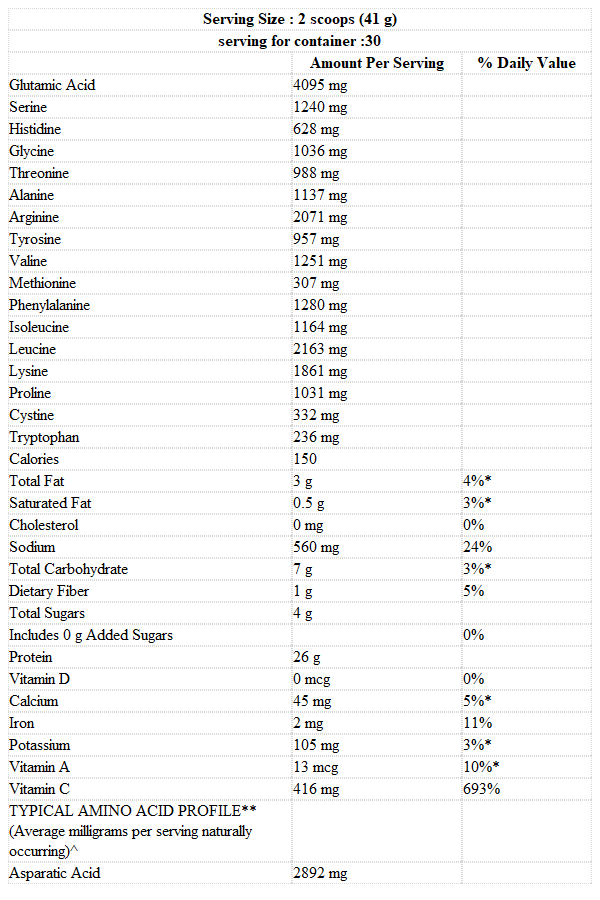 Serving Size : 2 scoops (41 g)
serving for container :30
Amount Per Serving % Daily Value
Glutamic Acid 4095 mg
Serine 1240 mg
Histidine 628 mg
Glycine 1036 mg
Threonine 988 mg
Alanine 1137 mg
Arginine 2071 mg
Tyrosine 957 mg
Valine 1251 mg
Methionine 307 mg
Phenylalanine 1280 mg
Isoleucine 1164 mg
Leucine 2163 mg
Lysine 1861 mg
Proline 1031 mg
Cystine 332 mg
Tryptophan 236 mg
Calories 150
Total Fat 3 g 4%*
Saturated Fat 0.5 g 3%*
Cholesterol 0 mg 0%
Sodium 560 mg 24%
Total Carbohydrate 7 g 3%*
Dietary Fiber 1 g 5%
Total Sugars 4 g
Includes 0 g Added Sugars 0%
Protein 26 g
Vitamin D 0 mcg 0%
Calcium 45 mg 5%*
Iron 2 mg 11%
Potassium 105 mg 3%*
Vitamin A 13 mcg 10%*
Vitamin C 416 mg 693%
TYPICAL AMINO ACID PROFILE**
(Average milligrams per serving naturally
occurring)^
Asparatic Acid 2892 mg